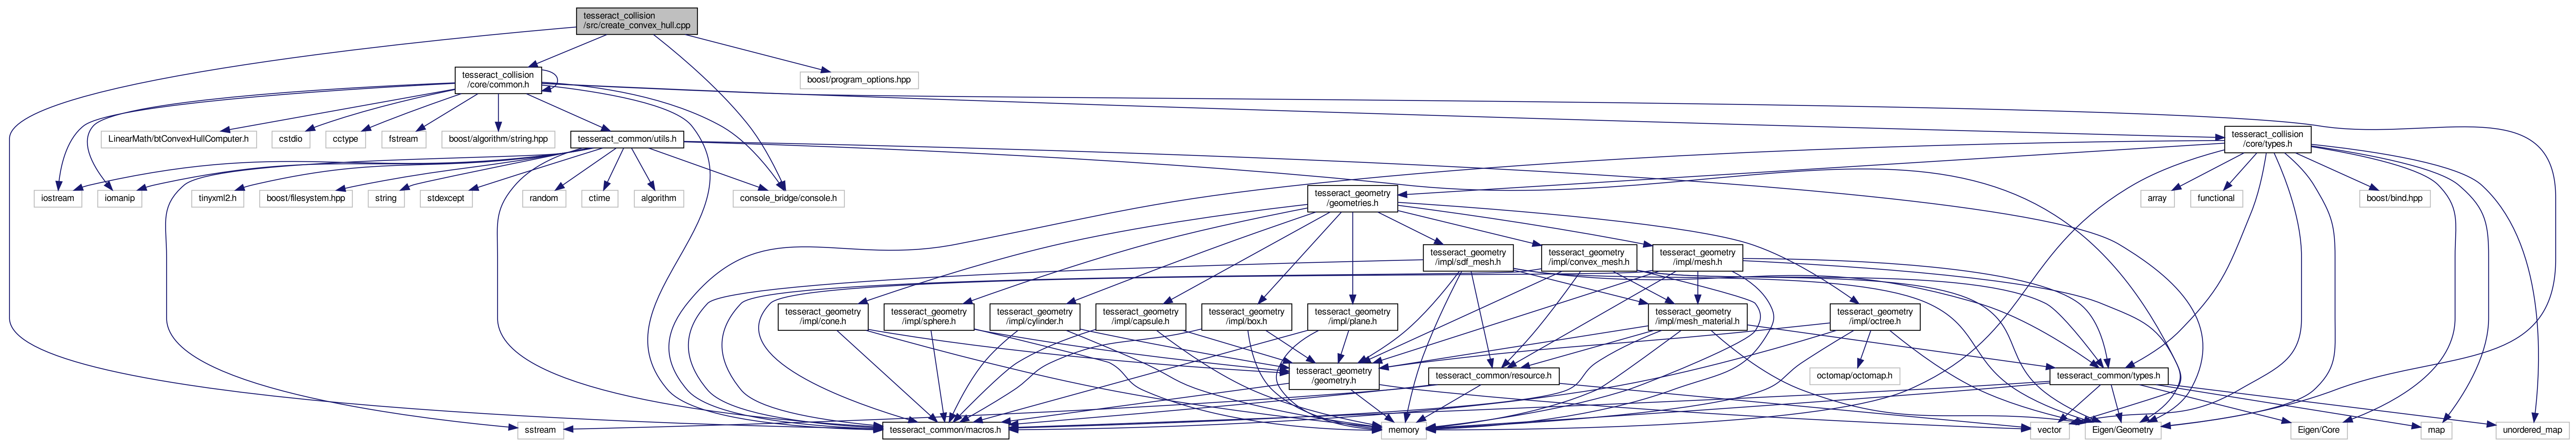 tesseract_collision
/src/create_convex_hull.cpp
tesseract_collision
/core/common.h
boost/program_options.hpp
LinearMath/btConvexHullComputer.h
cstdio
cctype
fstream
boost/algorithm/string.hpp
tesseract_common/utils.h
tesseract_collision
/core/types.h
iostream
iomanip
tinyxml2.h
boost/filesystem.hpp
string
stdexcept
random
ctime
algorithm
console_bridge/console.h
tesseract_geometry
/geometries.h
array
functional
boost/bind.hpp
tesseract_geometry
/impl/sdf_mesh.h
tesseract_geometry
/impl/convex_mesh.h
tesseract_geometry
/impl/mesh.h
tesseract_geometry
/impl/cone.h
tesseract_geometry
/impl/sphere.h
tesseract_geometry
/impl/cylinder.h
tesseract_geometry
/impl/capsule.h
tesseract_geometry
/impl/box.h
tesseract_geometry
/impl/plane.h
tesseract_geometry
/impl/mesh_material.h
tesseract_geometry
/impl/octree.h
tesseract_geometry
/geometry.h
tesseract_common/resource.h
octomap/octomap.h
tesseract_common/types.h
sstream
tesseract_common/macros.h
memory
vector
Eigen/Geometry
Eigen/Core
map
unordered_map